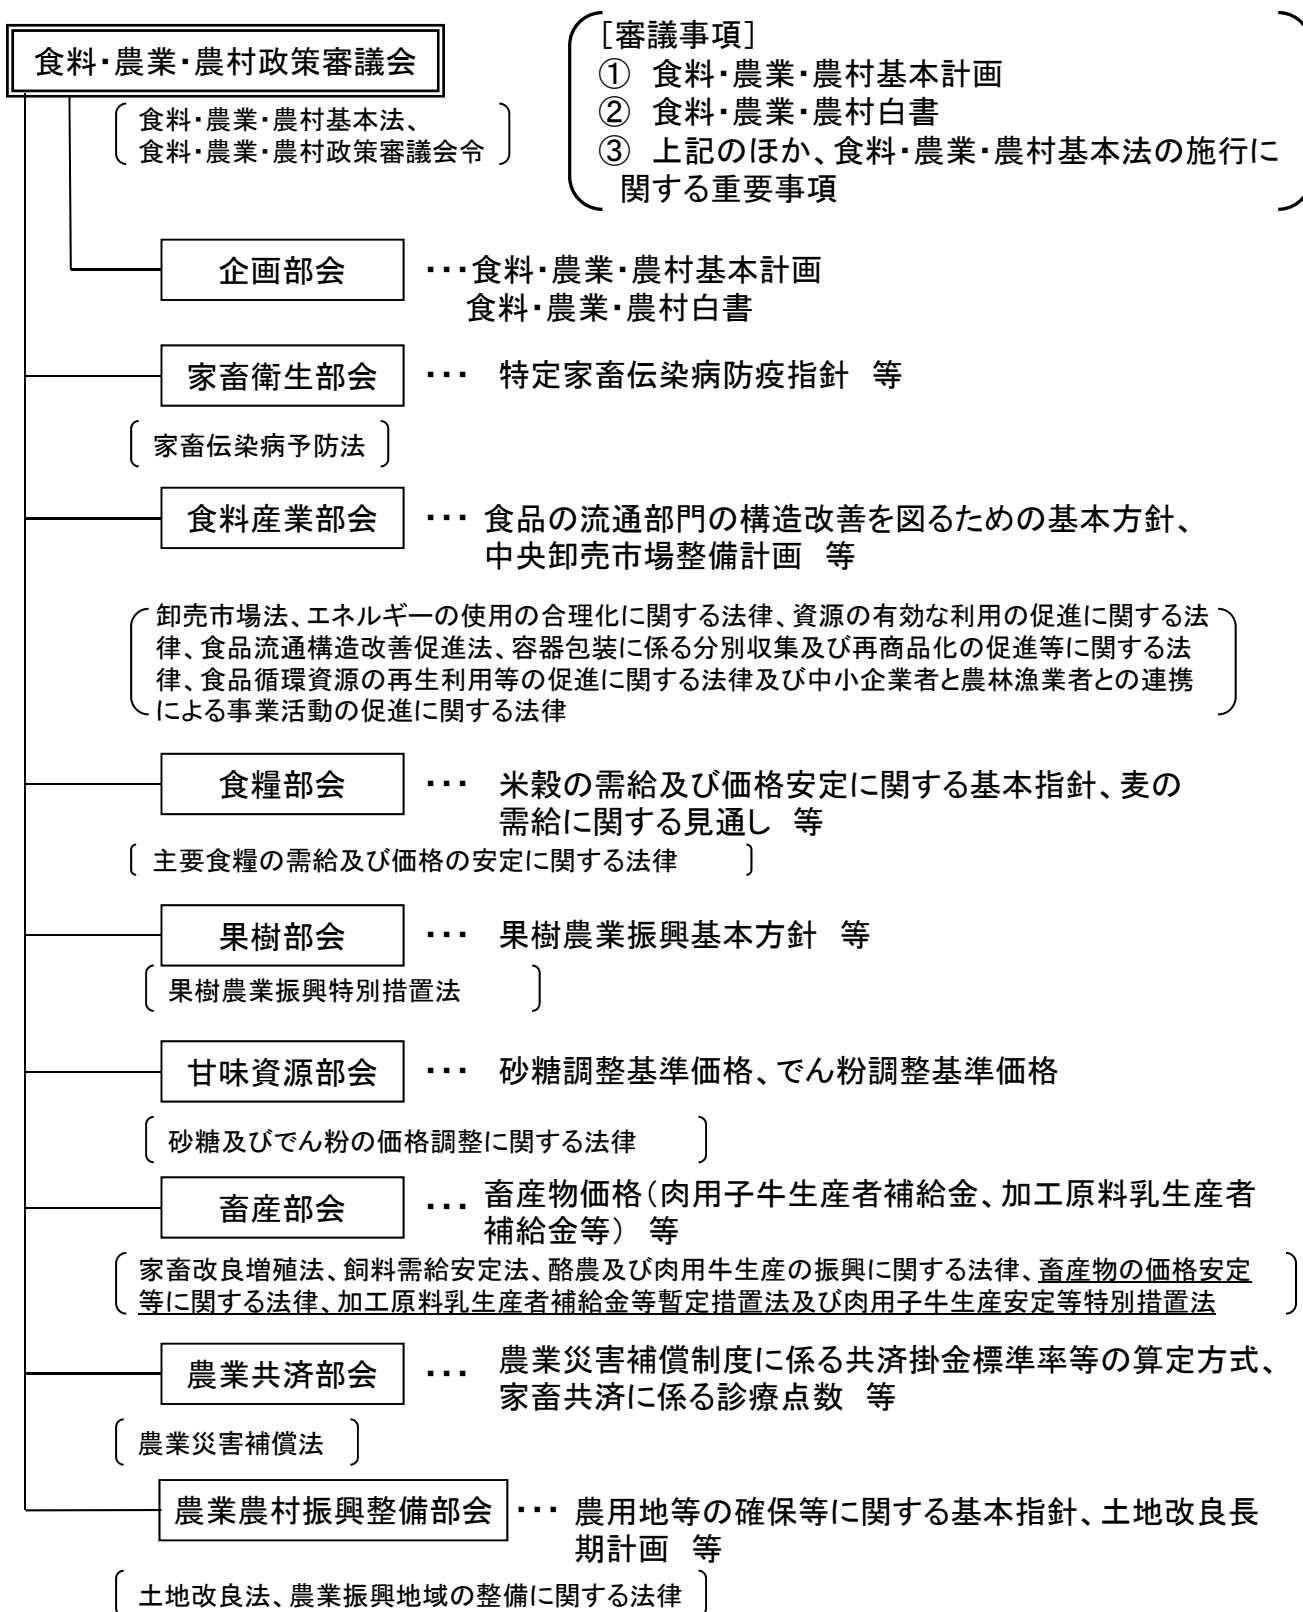 食料・農業・農村政策審議会
食料・農業・農村基本法、
食料・農業・農村政策審議会令
[審議事項]
① 食料・農業・農村基本計画
② 食料・農業・農村白書
③ 上記のほか、食料・農業・農村基本法の施行に
関する重要事項
企画部会 ・・・食料・農業・農村基本計画
食料・農業・農村白書
家畜衛生部会 ・・・ 特定家畜伝染病防疫指針 等
家畜伝染病予防法
食料産業部会 ・・・ 食品の流通部門の構造改善を図るための基本方針、
中央卸売市場整備計画 等
卸売市場法、エネルギーの使用の合理化に関する法律、資源の有効な利用の促進に関する法
律、食品流通構造改善促進法、容器包装に係る分別収集及び再商品化の促進等に関する法
律、食品循環資源の再生利用等の促進に関する法律及び中小企業者と農林漁業者との連携
による事業活動の促進に関する法律
食糧部会 ・・・ 米穀の需給及び価格安定に関する基本指針、麦の
需給に関する見通し 等
主要食糧の需給及び価格の安定に関する法律
果樹部会 ・・・ 果樹農業振興基本方針 等
果樹農業振興特別措置法
甘味資源部会 ・・・ 砂糖調整基準価格、でん粉調整基準価格
砂糖及びでん粉の価格調整に関する法律
畜産部会 ・・・ 畜産物価格(肉用子牛生産者補給金、加工原料乳生産者
補給金等) 等
家畜改良増殖法、飼料需給安定法、酪農及び肉用牛生産の振興に関する法律、畜産物の価格安定
等に関する法律、加工原料乳生産者補給金等暫定措置法及び肉用子牛生産安定等特別措置法
農業共済部会 ・・・ 農業災害補償制度に係る共済掛金標準率等の算定方式、
家畜共済に係る診療点数 等
農業災害補償法
農業農村振興整備部会 ・・・ 農用地等の確保等に関する基本指針、土地改良長
期計画 等
土地改良法、農業振興地域の整備に関する法律